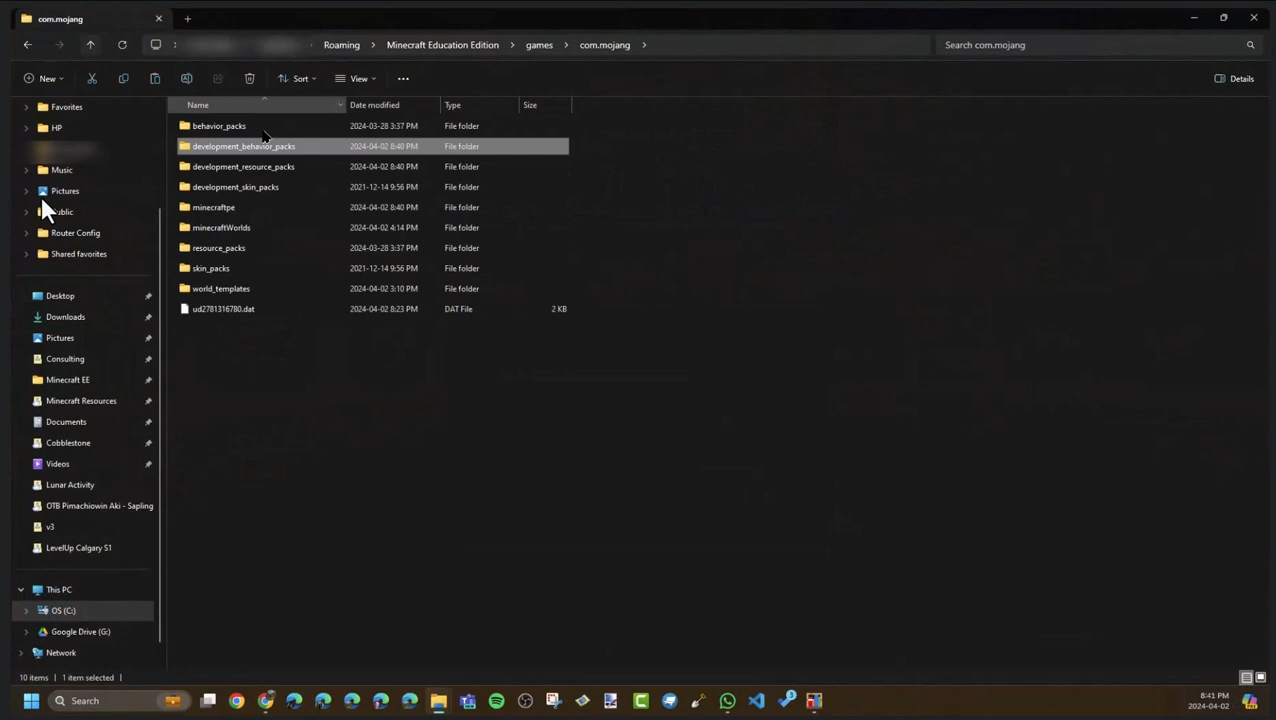 com.mojang
Roaming > Minecraft Education Edition > games > com.mojang >
Search com.mojang
New
Sort
View
Details
Name Date modified Type Size
behavior_packs 2024-03-28 3:37 PM File folder
development_behavior_packs 2024-04-02 8:40 PM File folder
development_resource_packs 2024-04-02 8:40 PM File folder
development_skin_packs 2021-12-14 9:56 PM File folder
minecraftpe 2024-04-02 8:40 PM File folder
minecraftWorlds 2024-04-02 4:14 PM File folder
resource_packs 2024-03-28 3:37 PM File folder
skin_packs 2021-12-14 9:56 PM File folder
world_templates 2024-04-02 3:10 PM File folder
ud2781316780.dat 2024-04-02 8:23 PM DAT File 2 KB
Favorites
HP
Music
Pictures
Router Config
Shared favorites
Desktop
Downloads
Pictures
Consulting
Minecraft EE
Minecraft Resources
Documents
Cobblestone
Videos
Lunar Activity
OTB Pimachiowin Aki - Sapling
v3
LevelUp Calgary S1
This PC
OS (C:)
Google Drive (G:)
Network
10 items 1 item selected
Search
8:41 PM
2024-04-02